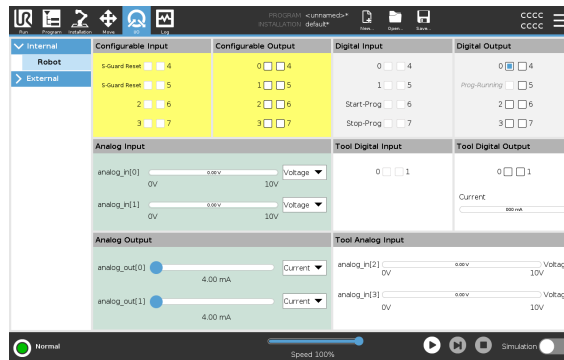 PROGRAM <unnamed>*
INSTALLATION default*
CCCC
CCCC
Run Program Installation Move I/O Log New... Open... Save...
Internal
Robot
External
Configurable Input
S-Guard Reset 4
S-Guard Reset 5
2 6
3 7
Configurable Output
0 4
1 5
2 6
3 7
Digital Input
0 4
1 5
Start-Prog 6
Stop-Prog 7
Digital Output
0 4
Prog-Running 5
2 6
3 7
Analog Input
analog_in[0] 0.00 V Voltage
0V 10V
analog_in[1] 0.00 V Voltage
0V 10V
Tool Digital Input
0 1
Tool Digital Output
0 1
Current
000 mA
Analog Output
analog_out[0] Current
4.00 mA
analog_out[1] Current
4.00 mA
Tool Analog Input
analog_in[2] 0.00 V Voltag
0V 10V
analog_in[3] 0.00 V Voltag
0V 10V
Normal
Speed 100%
Simulation